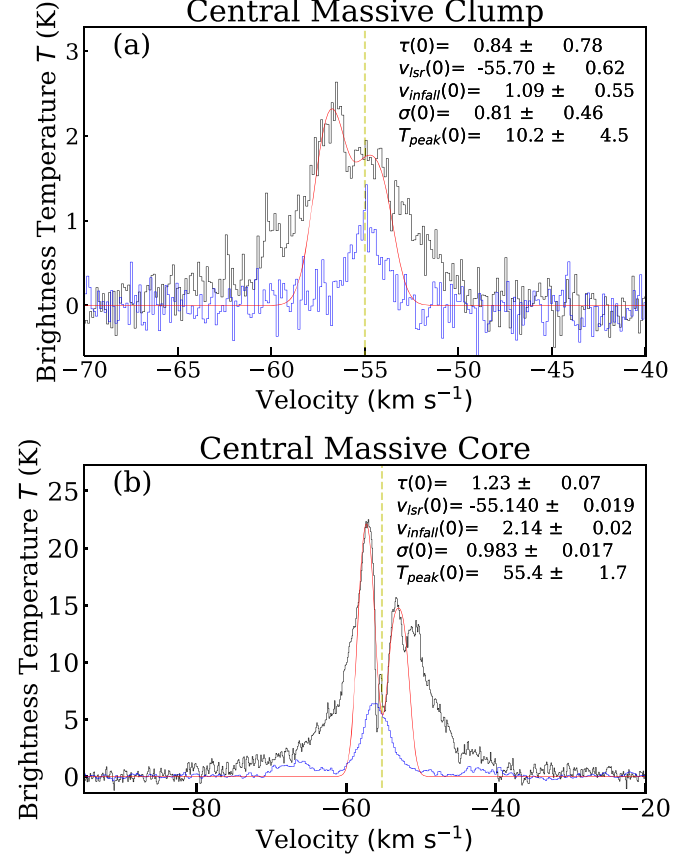 Central Massive Clump
(a)
τ(0)= 0.84 ± 0.78
v_lsr(0)= -55.70 ± 0.62
v_infall(0)= 1.09 ± 0.55
σ(0)= 0.81 ± 0.46
T_peak(0)= 10.2 ± 4.5
Brightness Temperature T (K)
3
2
1
0
−70 −65 −60 −55 −50 −45 −40
Velocity (km s⁻¹)
Central Massive Core
(b)
τ(0)= 1.23 ± 0.07
v_lsr(0)= -55.140 ± 0.019
v_infall(0)= 2.14 ± 0.02
σ(0)= 0.983 ± 0.017
T_peak(0)= 55.4 ± 1.7
Brightness Temperature T (K)
25
20
15
10
5
0
−80 −60 −40 −20
Velocity (km s⁻¹)